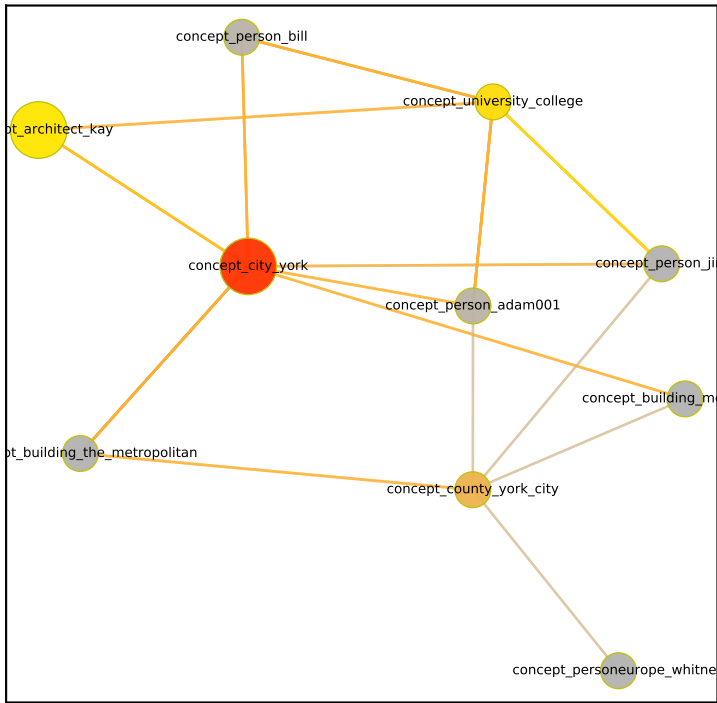 concept_person_bill
concept_university_college
pt_architect_kay
concept_city_york
concept_person_ji
concept_person_adam001
concept_building_m
pt_building_the_metropolitan
concept_county_york_city
concept_personeurope_whitne